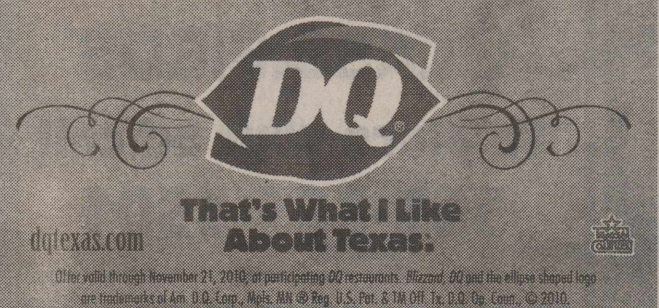 DQ®
That's What I Like
About Texas.
dqtexas.com
Offer valid through November 21, 2010, at participating DQ restaurants. Blizzard, DQ and the ellipse shaped logo
are trademarks of Am. D.Q. Corp., Mpls. MN ® Reg. U.S. Pat. & TM Off. Tx. D.Q. Op. Coun., © 2010.